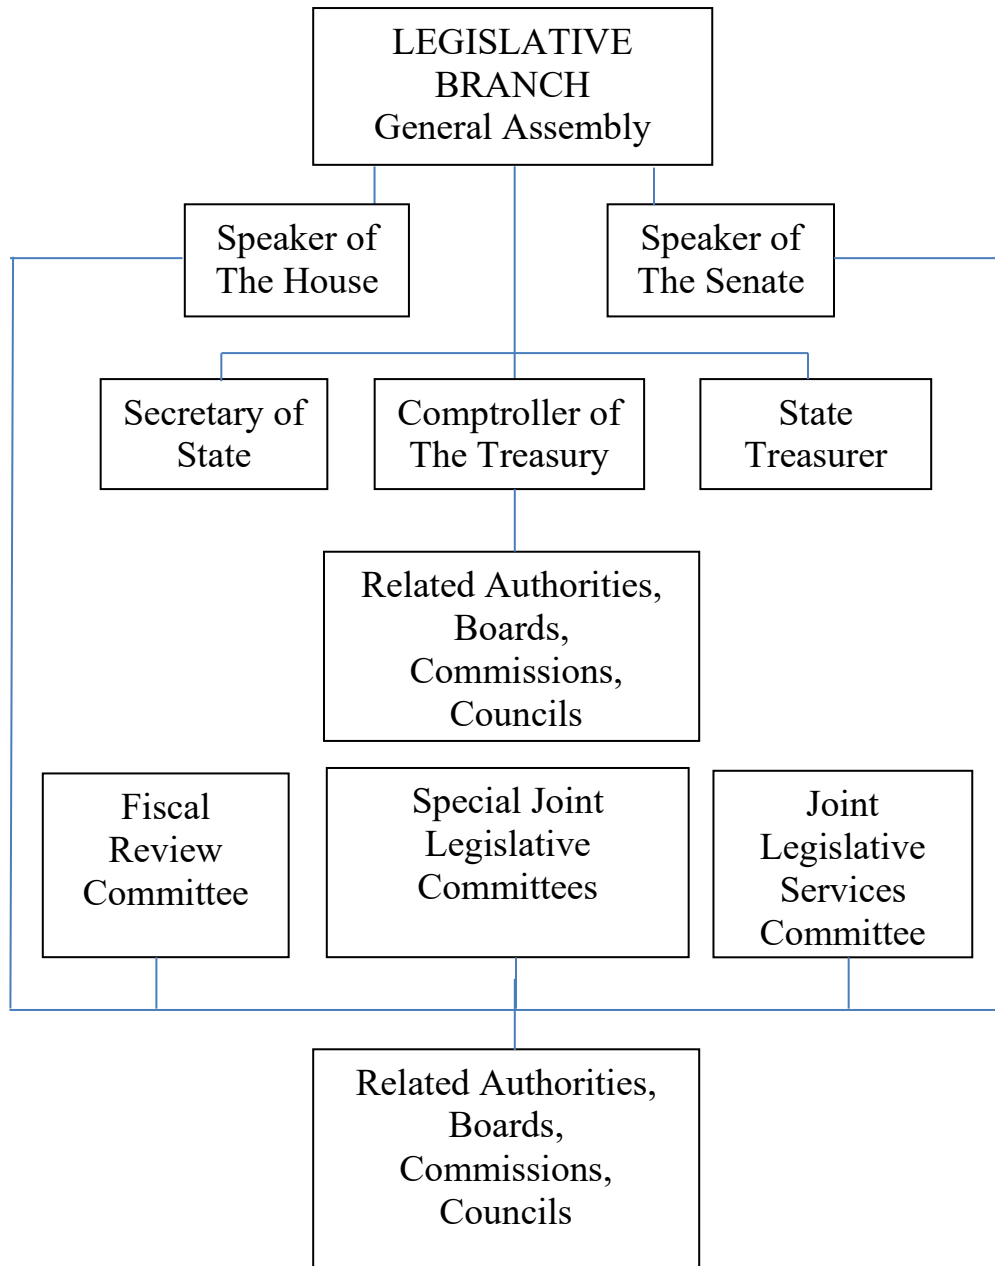 LEGISLATIVE
BRANCH
General Assembly
Speaker of
The House
Speaker of
The Senate
Secretary of
State
Comptroller of
The Treasury
State
Treasurer
Related Authorities,
Boards,
Commissions,
Councils
Fiscal
Review
Committee
Special Joint
Legislative
Committees
Joint
Legislative
Services
Committee
Related Authorities,
Boards,
Commissions,
Councils